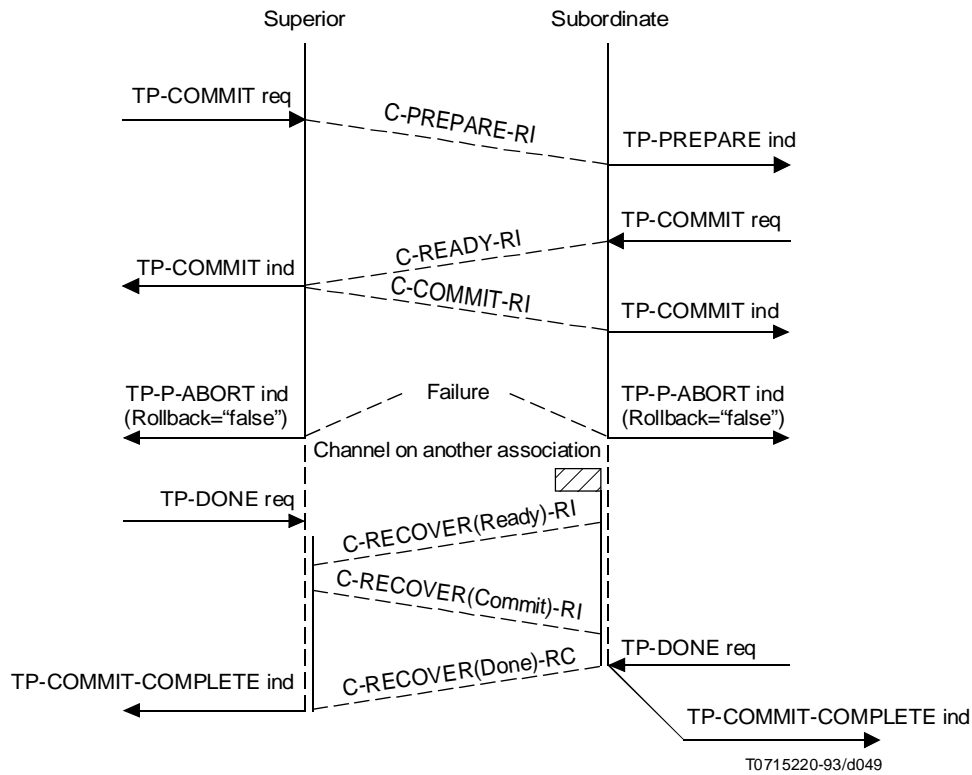 Superior Subordinate
TP-COMMIT req
C-PREPARE-RI
TP-PREPARE ind
TP-COMMIT req
C-READY-RI
TP-COMMIT ind
C-COMMIT-RI
TP-COMMIT ind
TP-P-ABORT ind
(Rollback=“false”)
Failure
TP-P-ABORT ind
(Rollback=“false”)
Channel on another association
TP-DONE req
C-RECOVER(Ready)-RI
C-RECOVER(Commit)-RI
TP-DONE req
C-RECOVER(Done)-RC
TP-COMMIT-COMPLETE ind
TP-COMMIT-COMPLETE ind
T0715220-93/d049